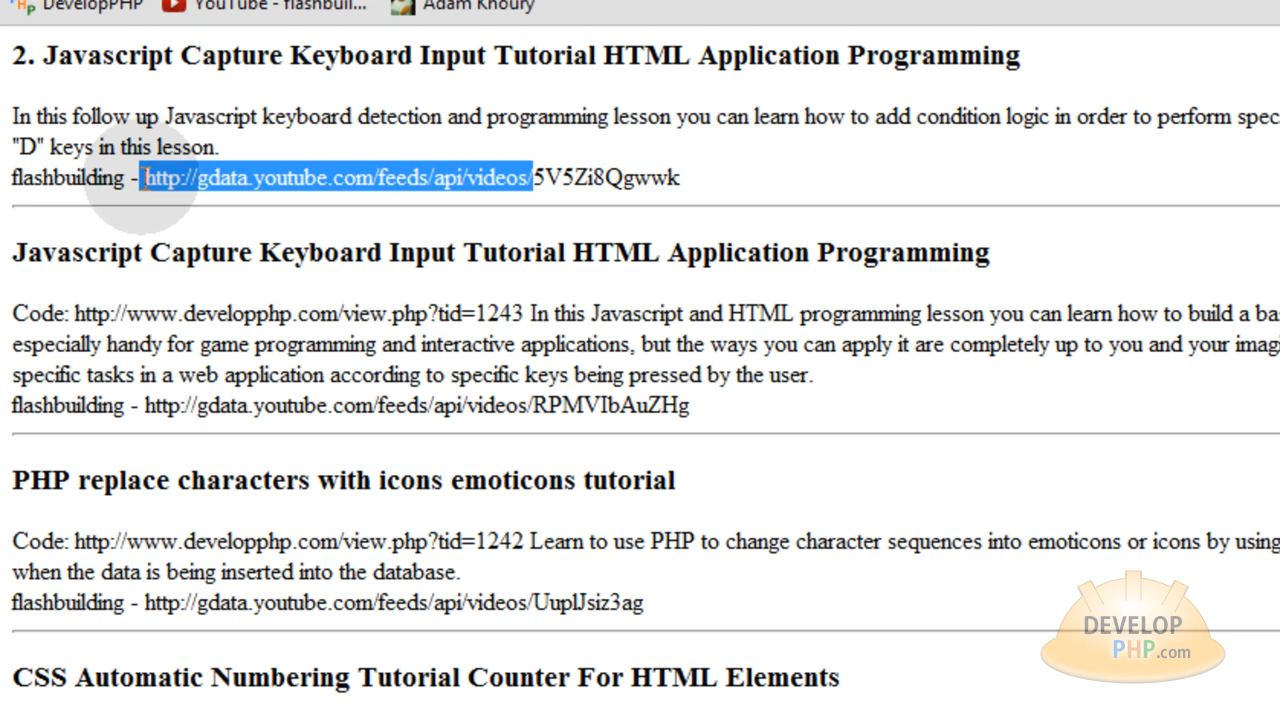 DevelopPHP YouTube - flashbuil... Adam Khoury
2. Javascript Capture Keyboard Input Tutorial HTML Application Programming
In this follow up Javascript keyboard detection and programming lesson you can learn how to add condition logic in order to perform spec
"D" keys in this lesson.
flashbuilding - http://gdata.youtube.com/feeds/api/videos/5V5Zi8Qgwwk
Javascript Capture Keyboard Input Tutorial HTML Application Programming
Code: http://www.developphp.com/view.php?tid=1243 In this Javascript and HTML programming lesson you can learn how to build a ba
especially handy for game programming and interactive applications, but the ways you can apply it are completely up to you and your imagi
specific tasks in a web application according to specific keys being pressed by the user.
flashbuilding - http://gdata.youtube.com/feeds/api/videos/RPMVIbAuZHg
PHP replace characters with icons emoticons tutorial
Code: http://www.developphp.com/view.php?tid=1242 Learn to use PHP to change character sequences into emoticons or icons by using
when the data is being inserted into the database.
flashbuilding - http://gdata.youtube.com/feeds/api/videos/UuplJsiz3ag
DEVELOP
PHP.com
CSS Automatic Numbering Tutorial Counter For HTML Elements